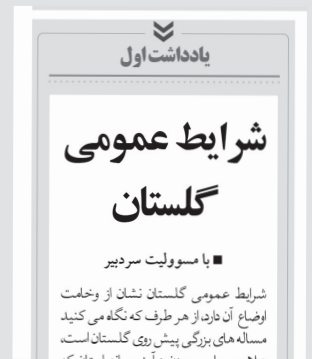 یادداشت اول
شرایط عمومی
گلستان
■ با مسوولیت سردبیر
شرایط عمومی گلستان نشان از وخامت
اوضاع آن دارد، از هر طرف که نگاه می کنید
مساله های بزرگی پیش روی گلستان است،